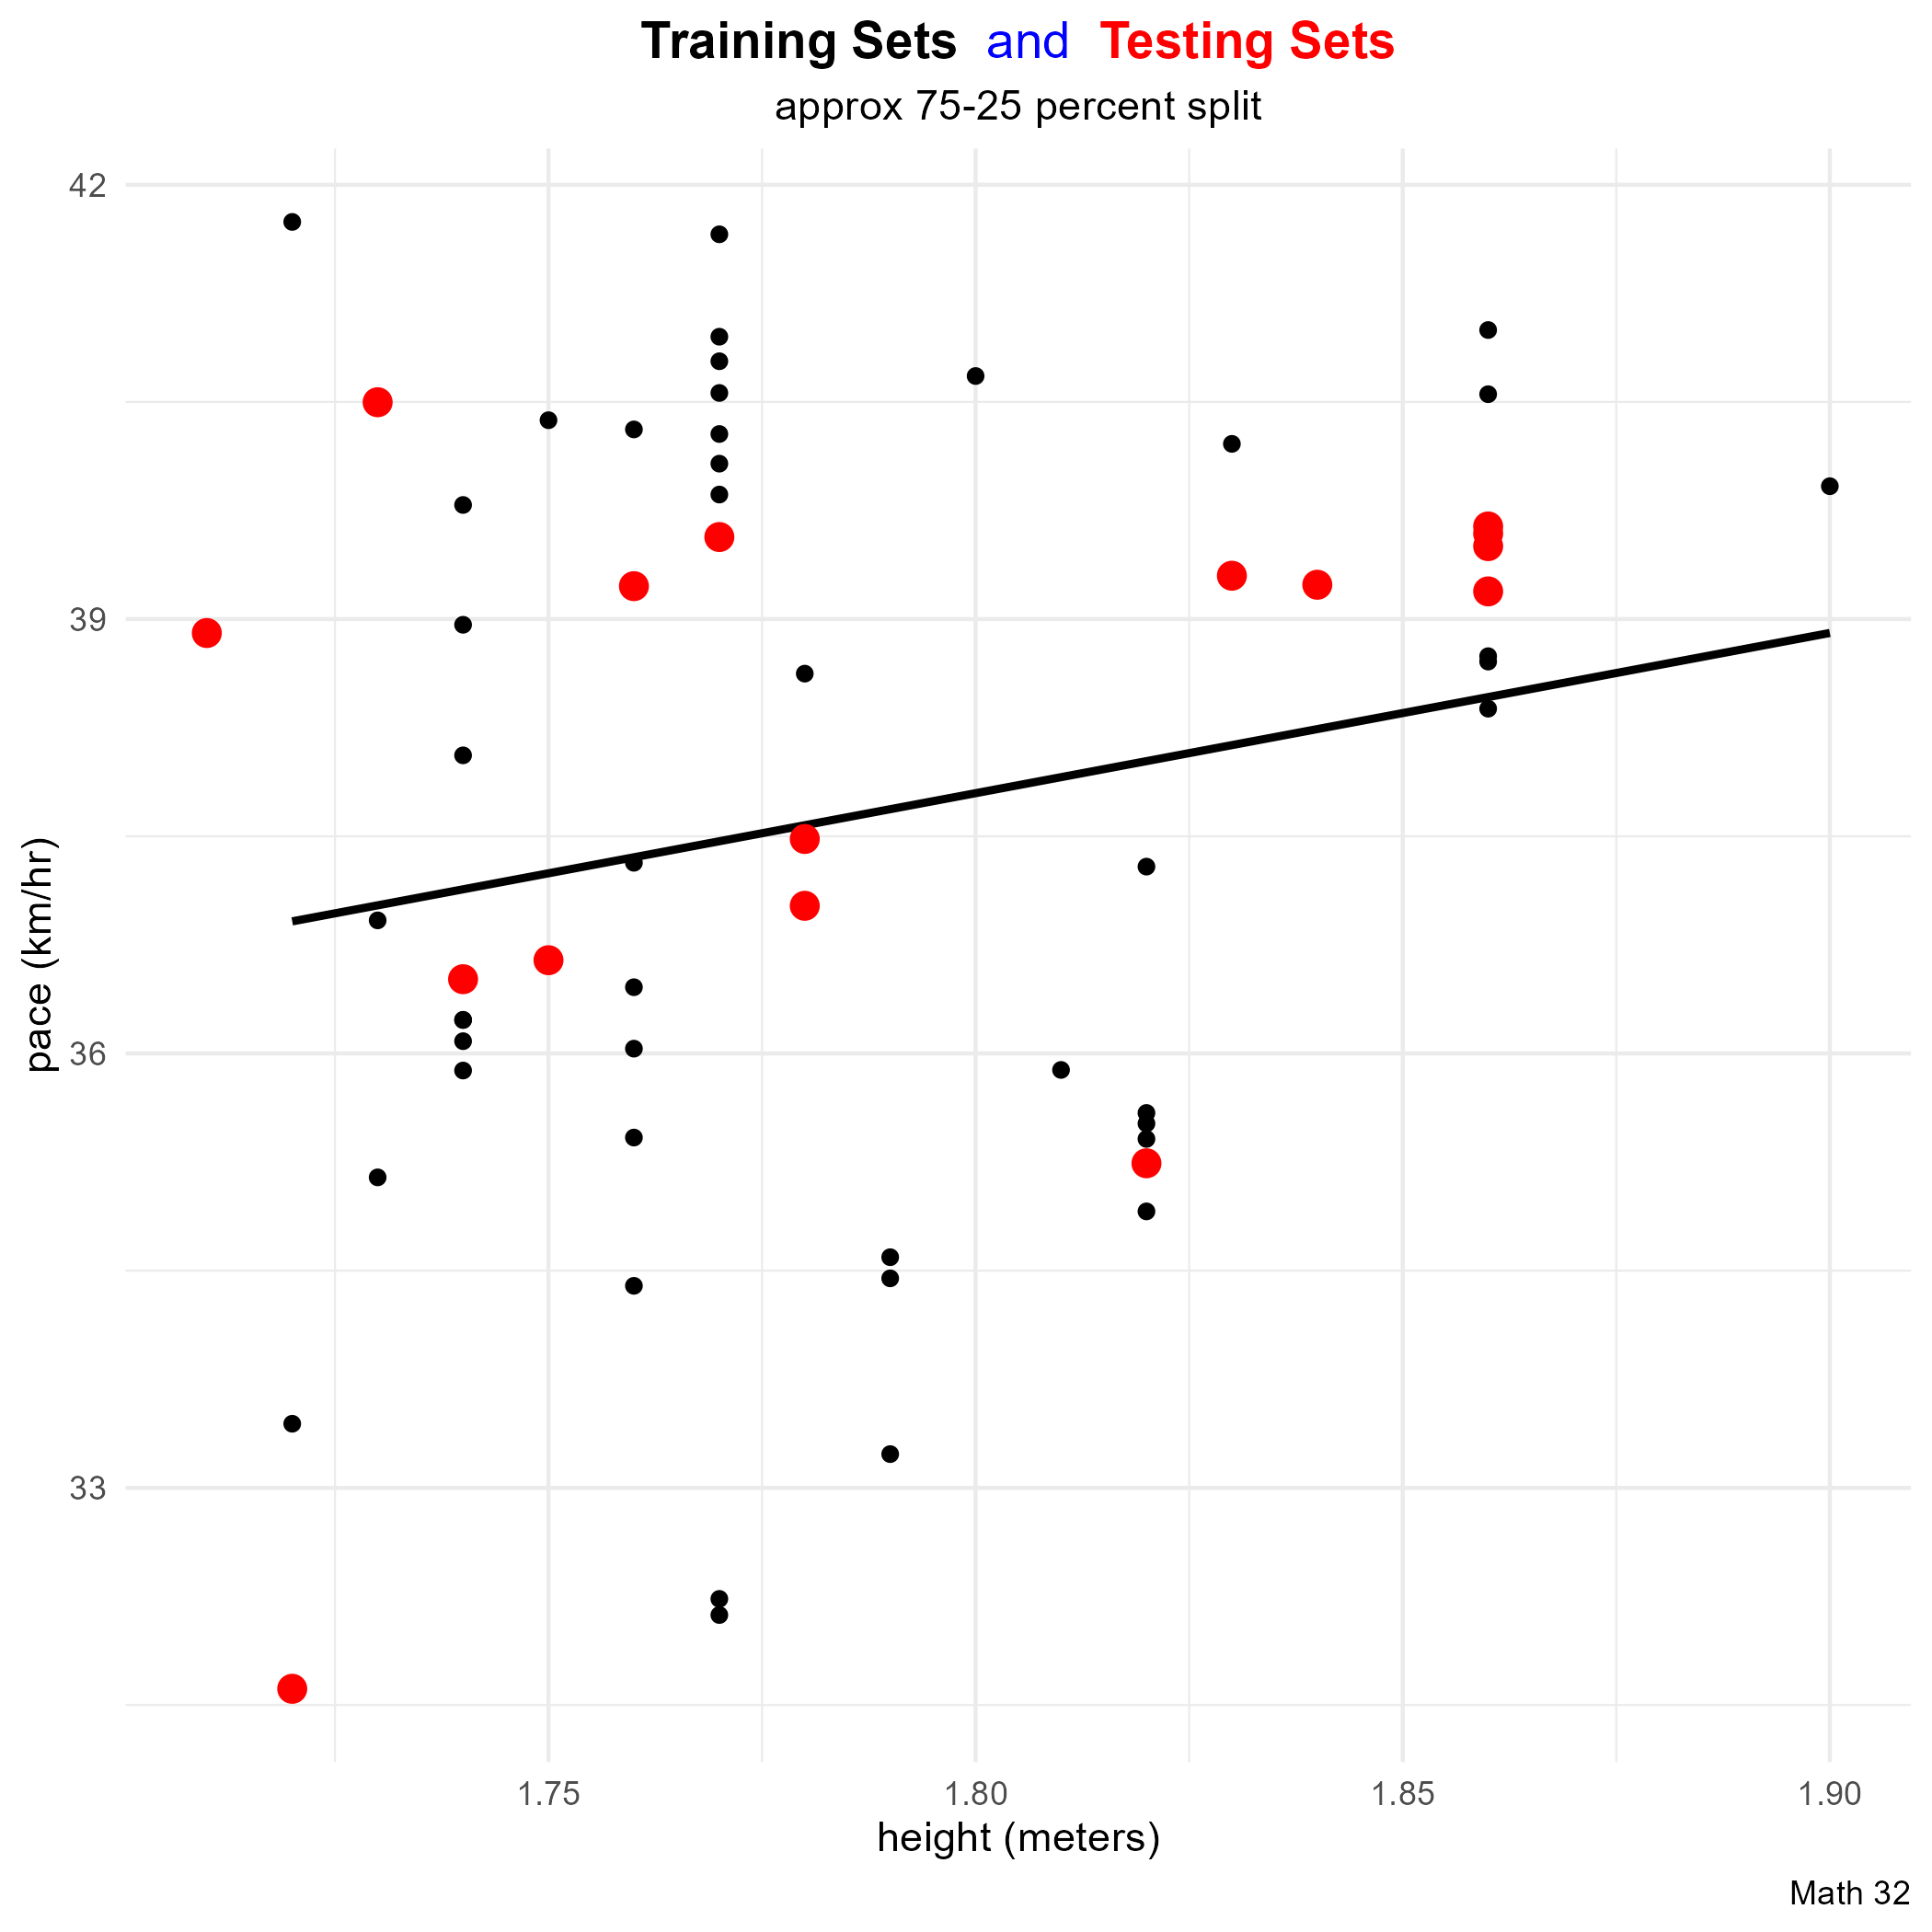 Training Sets and Testing Sets
approx 75-25 percent split
42
39
36
33
pace (km/hr)
1.75 1.80 1.85 1.90
height (meters)
Math 32